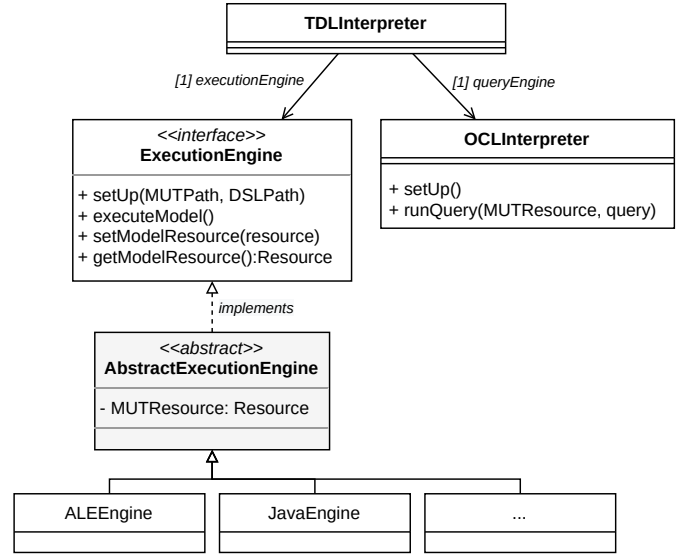 TDLInterpreter
[1] executionEngine
[1] queryEngine
<<interface>>
ExecutionEngine
+ setUp(MUTPath, DSLPath)
+ executeModel()
+ setModelResource(resource)
+ getModelResource():Resource
OCLInterpreter
+ setUp()
+ runQuery(MUTResource, query)
implements
<<abstract>>
AbstractExecutionEngine
- MUTResource: Resource
ALEEngine
JavaEngine
...